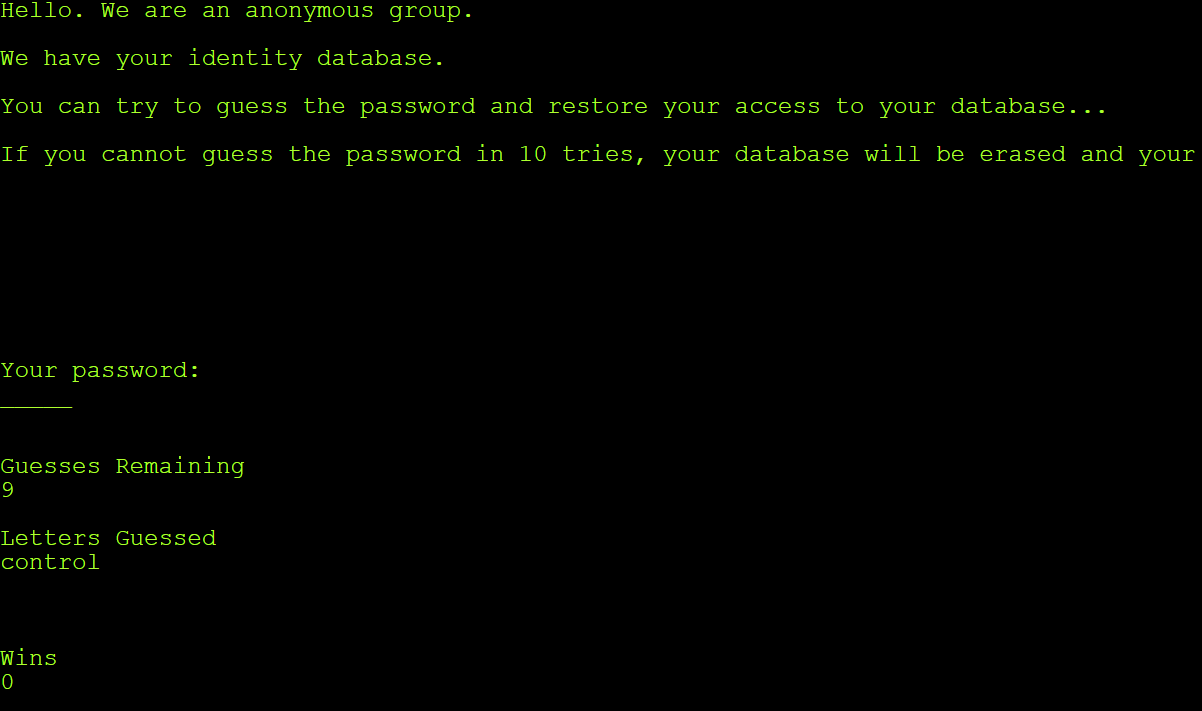 Hello. We are an anonymous group.
We have your identity database.
You can try to guess the password and restore your access to your database...
If you cannot guess the password in 10 tries, your database will be erased and your
Your password:
_____
Guesses Remaining
9
Letters Guessed
control
Wins
0